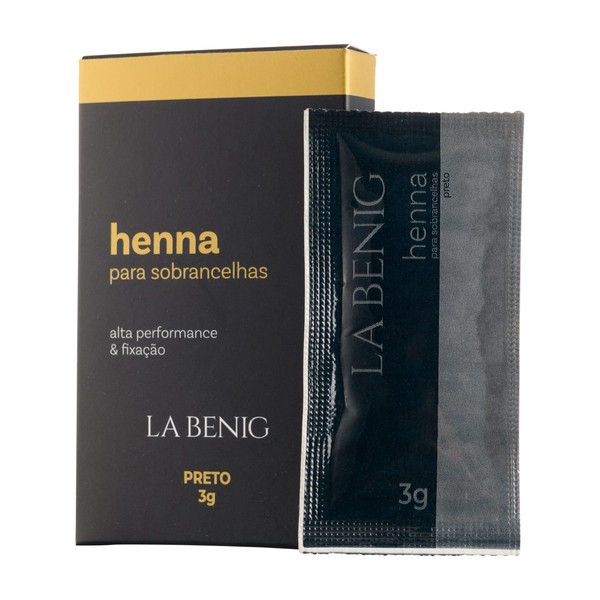 henna
para sobrancelhas
alta performance
& fixação
LA BENIG
PRETO
3g
LA BENIG
henna
para sobrancelhas
preto
3g